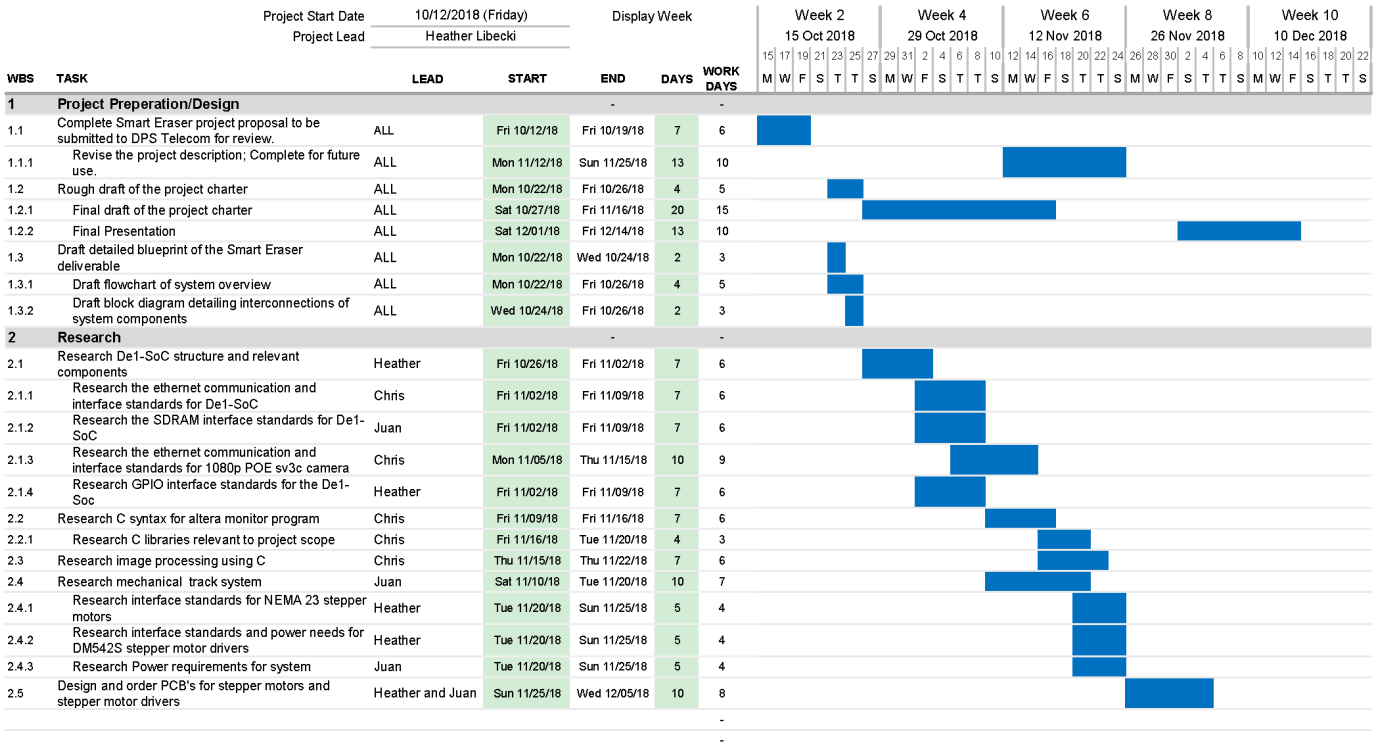 Project Start Date 10/12/2018 (Friday) Display Week Week 2 Week 4 Week 6 Week 8 Week 10
Project Lead Heather Libecki 15 Oct 2018 29 Oct 2018 12 Nov 2018 26 Nov 2018 10 Dec 2018
15 17 19 21 23 25 27 29 31 2 4 6 8 10 12 14 16 18 20 22 24 26 28 30 2 4 6 8 10 12 14 16 18 20 22
WBS TASK LEAD START END DAYS WORK DAYS M W F S T T S M W F S T T S M W F S T T S M W F S T T S M W F S T T S
1 Project Preperation/Design - -
1.1 Complete Smart Eraser project proposal to be
submitted to DPS Telecom for review. ALL Fri 10/12/18 Fri 10/19/18 7 6
1.1.1 Revise the project description; Complete for future
use. ALL Mon 11/12/18 Sun 11/25/18 13 10
1.2 Rough draft of the project charter ALL Mon 10/22/18 Fri 10/26/18 4 5
1.2.1 Final draft of the project charter ALL Sat 10/27/18 Fri 11/16/18 20 15
1.2.2 Final Presentation ALL Sat 12/01/18 Fri 12/14/18 13 10
1.3 Draft detailed blueprint of the Smart Eraser
deliverable ALL Mon 10/22/18 Wed 10/24/18 2 3
1.3.1 Draft flowchart of system overview ALL Mon 10/22/18 Fri 10/26/18 4 5
1.3.2 Draft block diagram detailing interconnections of
system components ALL Wed 10/24/18 Fri 10/26/18 2 3
2 Research - -
2.1 Research De1-SoC structure and relevant
components Heather Fri 10/26/18 Fri 11/02/18 7 6
2.1.1 Research the ethernet communication and
interface standards for De1-SoC Chris Fri 11/02/18 Fri 11/09/18 7 6
2.1.2 Research the SDRAM interface standards for De1-
SoC Juan Fri 11/02/18 Fri 11/09/18 7 6
2.1.3 Research the ethernet communication and
interface standards for 1080p POE sv3c camera Chris Mon 11/05/18 Thu 11/15/18 10 9
2.1.4 Research GPIO interface standards for the De1-
Soc Heather Fri 11/02/18 Fri 11/09/18 7 6
2.2 Research C syntax for altera monitor program Chris Fri 11/09/18 Fri 11/16/18 7 6
2.2.1 Research C libraries relevant to project scope Chris Fri 11/16/18 Tue 11/20/18 4 3
2.3 Research image processing using C Chris Thu 11/15/18 Thu 11/22/18 7 6
2.4 Research mechanical track system Juan Sat 11/10/18 Tue 11/20/18 10 7
2.4.1 Research interface standards for NEMA 23 stepper
motors Heather Tue 11/20/18 Sun 11/25/18 5 4
2.4.2 Research interface standards and power needs for
DM542S stepper motor drivers Heather Tue 11/20/18 Sun 11/25/18 5 4
2.4.3 Research Power requirements for system Juan Tue 11/20/18 Sun 11/25/18 5 4
2.5 Design and order PCB's for stepper motors and
stepper motor drivers Heather and Juan Sun 11/25/18 Wed 12/05/18 10 8
-
-